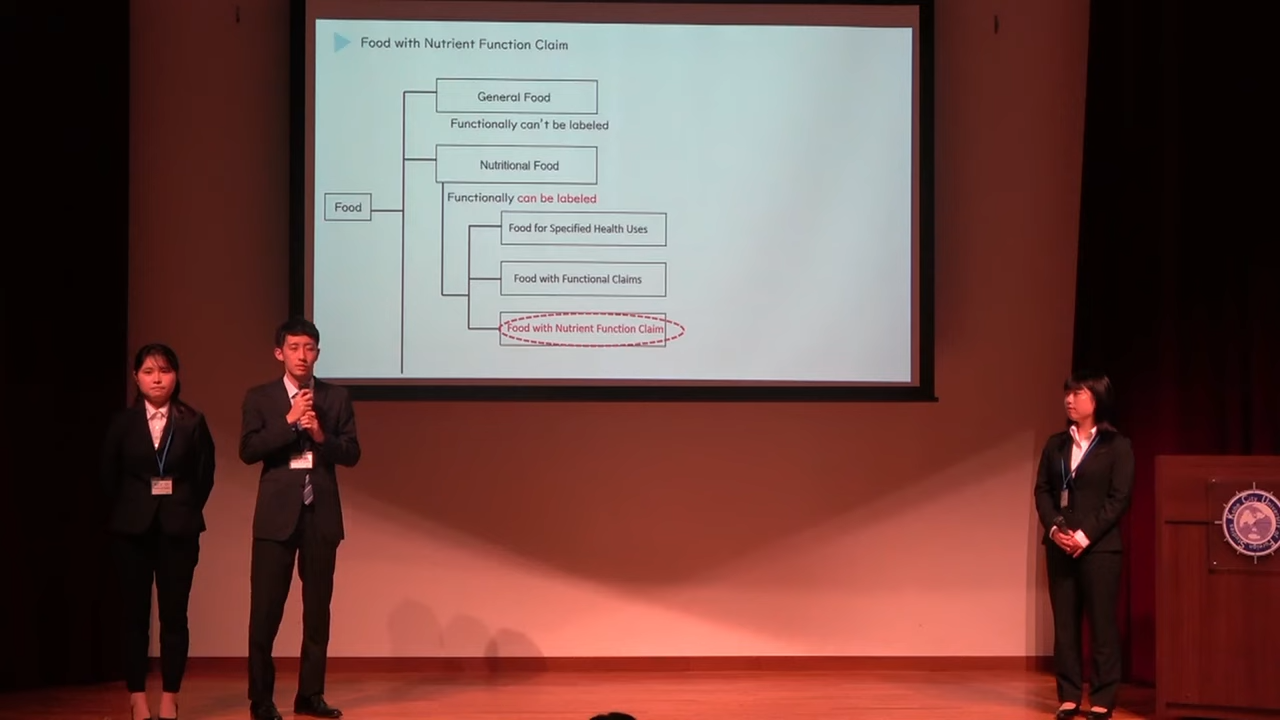 Food with Nutrient Function Claim
General Food
Functionally can't be labeled
Nutritional Food
Functionally can be labeled
Food
Food for Specified Health Uses
Food with Functional Claims
Food with Nutrient Function Claim